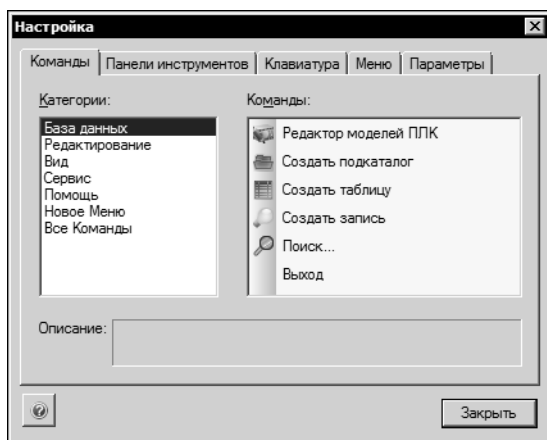 Настройка
Команды Панели инструментов Клавиатура Меню Параметры
Категории: Команды:
База данных
Редактирование
Вид
Сервис
Помощь
Новое Меню
Все Команды
Редактор моделей ПЛК
Создать подкаталог
Создать таблицу
Создать запись
Поиск...
Выход
Описание:
Закрыть